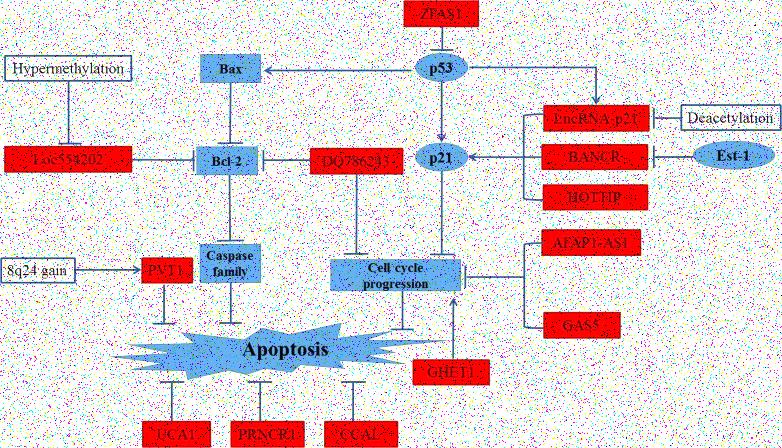 ZFAS1
Hypermethylation
Bax
p53
LncRNA-p21
Deacetylation
Loc554202
Bcl-2
DQ786243
p21
BANCR
Est-1
HOTTIP
8q24 gain
PVT1
Caspase
family
Cell cycle
progression
AFAP1-AS1
GAS5
Apoptosis
GHET1
UCA1
PRNCR1
CCAL